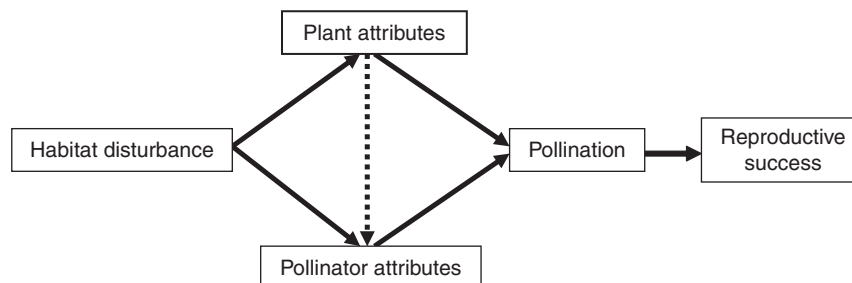 Plant attributes
Habitat disturbance
Pollination
Reproductive
success
Pollinator attributes